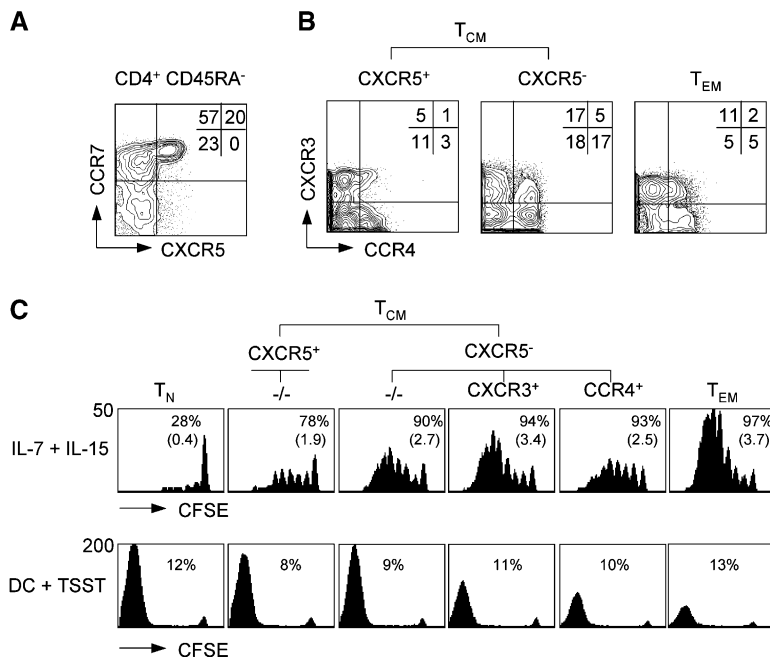 A
CD4+ CD45RA-
57 20
23 0
CCR7
CXCR5
B
TCM
CXCR5+
CXCR5-
TEM
5 1
11 3
17 5
18 17
11 2
5 5
CXCR3
CCR4
C
TCM
CXCR5+
CXCR5-
TN
-/-
-/-
CXCR3+
CCR4+
TEM
50
IL-7 + IL-15
28%
(0.4)
78%
(1.9)
90%
(2.7)
94%
(3.4)
93%
(2.5)
97%
(3.7)
CFSE
200
DC + TSST
12%
8%
9%
11%
10%
13%
CFSE